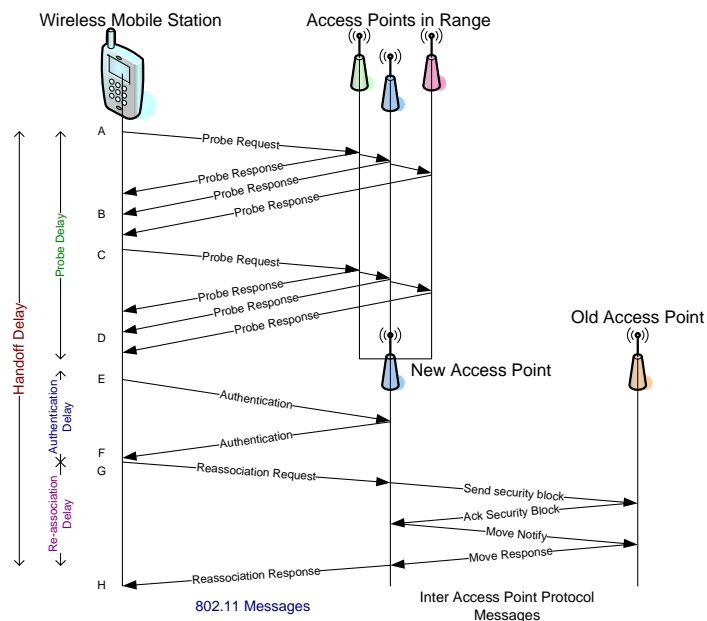 Wireless Mobile Station
Access Points in Range
A
Probe Request
Probe Response
Probe Response
B
Probe Response
C
Probe Request
Probe Response
Probe Response
D
Probe Response
Probe Delay
Handoff Delay
Old Access Point
New Access Point
E
Authentication
Authentication
F
Authentication
Delay
G
Reassociation Request
Send security block
Ack Security Block
Move Notify
Move Response
Re-association
Delay
H
Reassociation Response
802.11 Messages
Inter Access Point Protocol
Messages